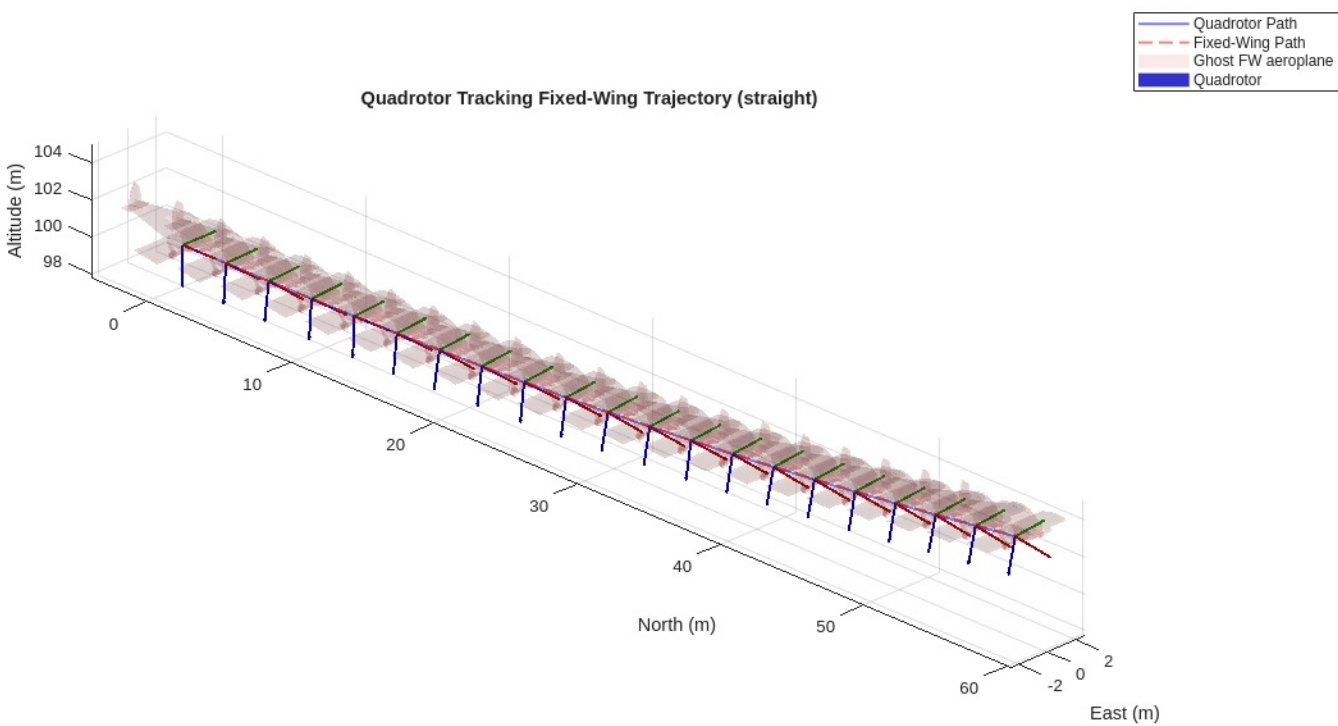 Quadrotor Path
Fixed-Wing Path
Ghost FW aeroplane
Quadrotor
Quadrotor Tracking Fixed-Wing Trajectory (straight)
104
102
100
98
Altitude (m)
0
10
20
30
40
50
60
North (m)
-2
0
2
East (m)